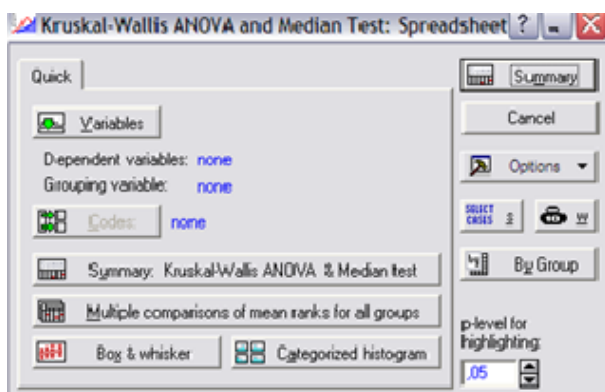 Kruskal-Wallis ANOVA and Median Test: Spreadsheet
Quick
Variables
Dependent variables: none
Grouping variable: none
Codes: none
Summary: Kruskal-Wallis ANOVA & Median test
Multiple comparisons of mean ranks for all groups
Box & whisker
Categorized histogram
Summary
Cancel
Options
SELECT
CASES S
W
By Group
p-level for
highlighting:
,05